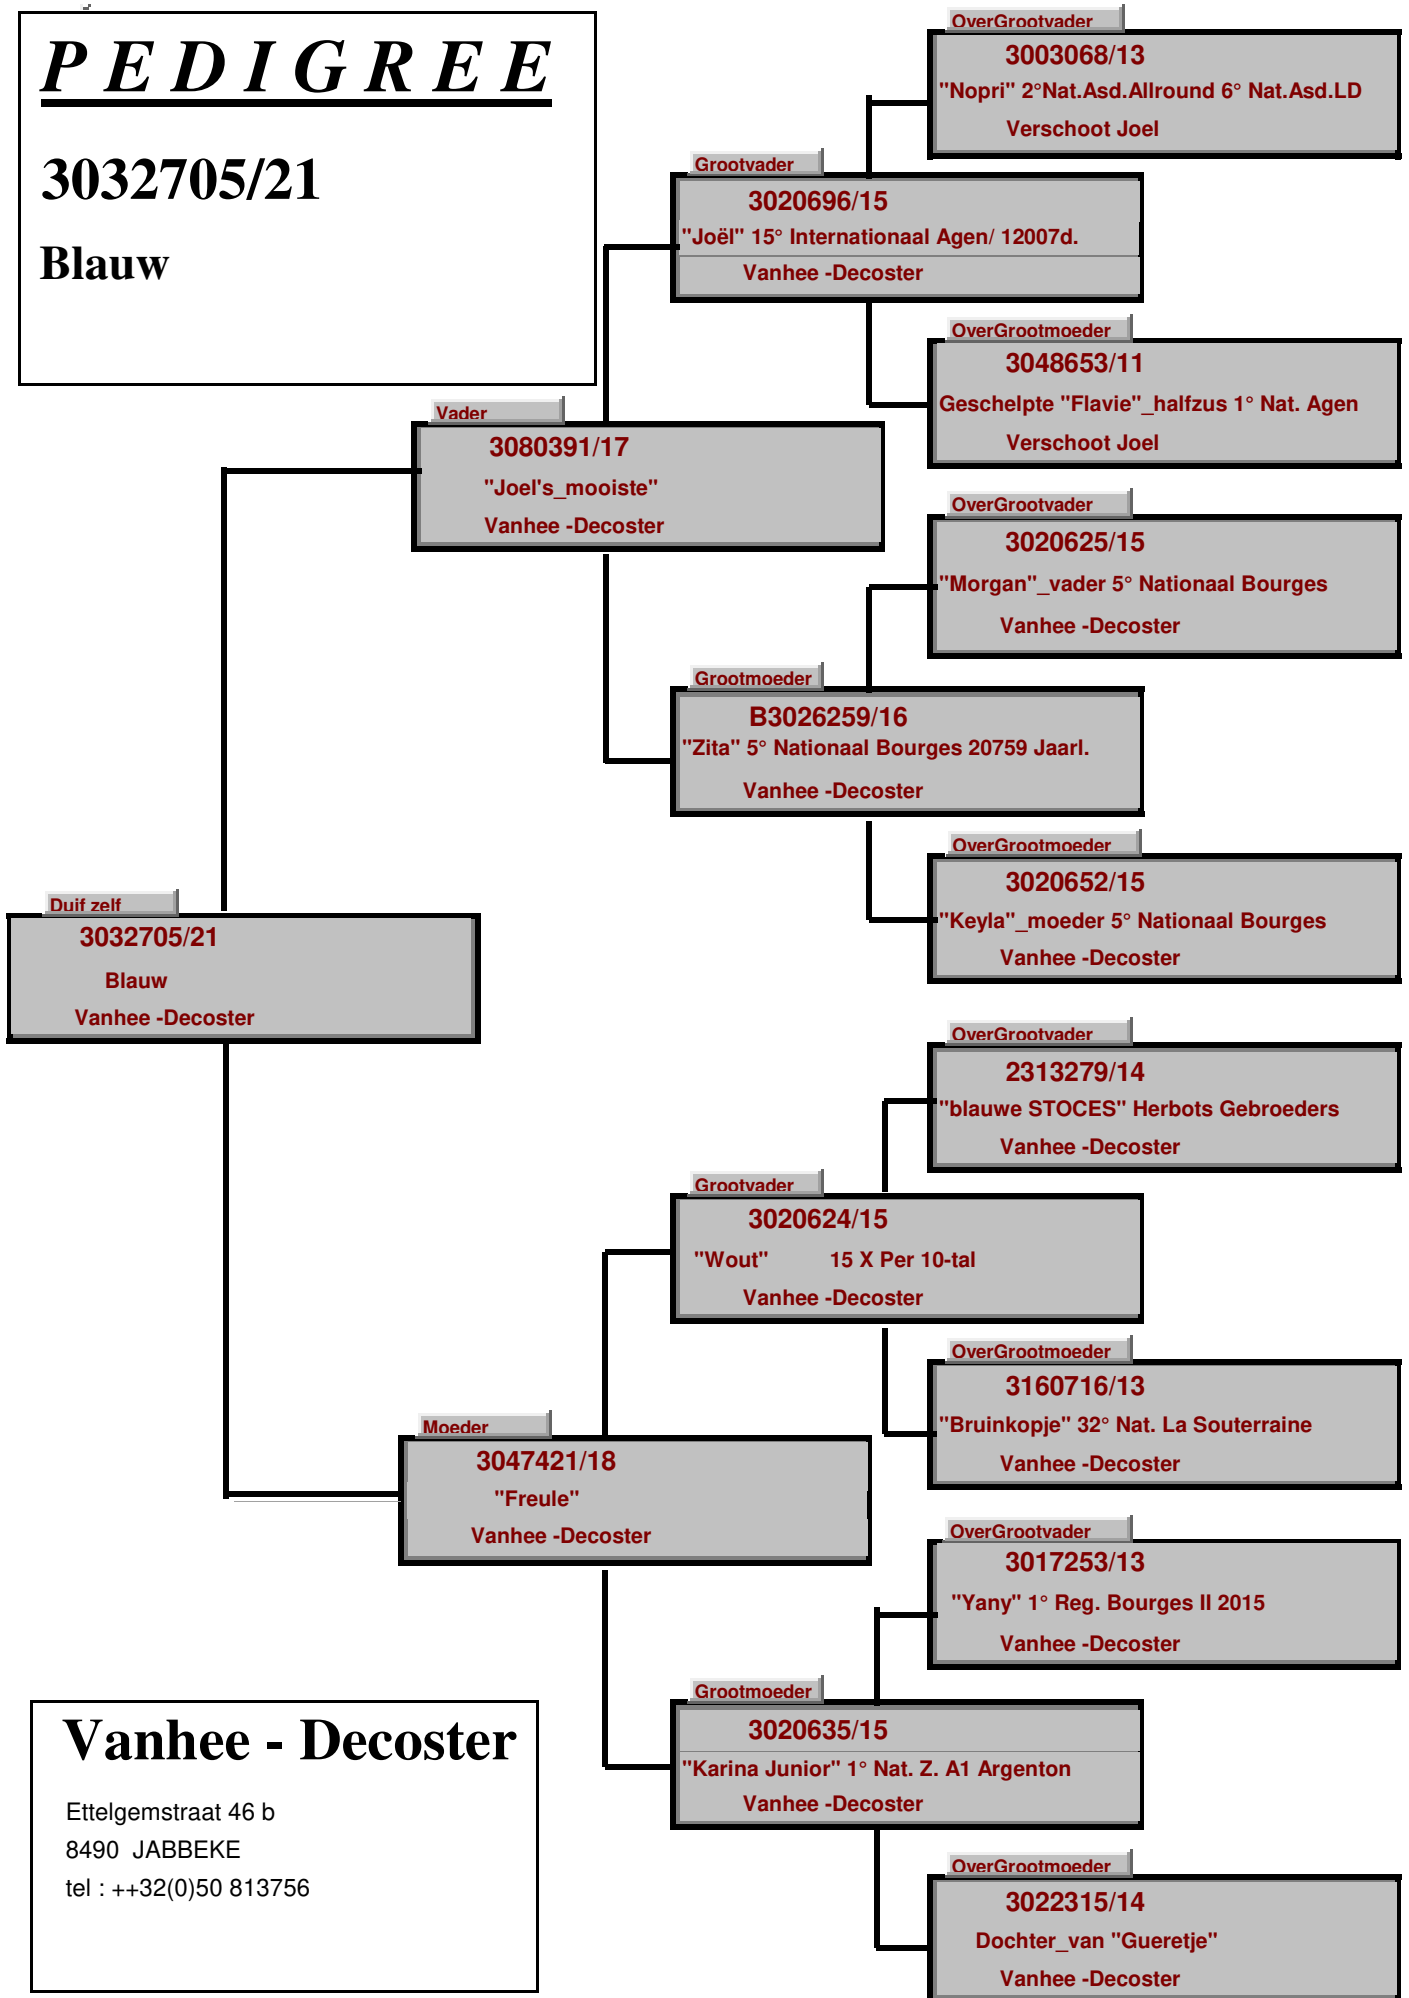 PEDIGREE
3032705/21
Blauw
OverGrootvader
3003068/13
"Nopri" 2°Nat.Asd.Allround 6° Nat.Asd.LD
Verschoot Joel
Grootvader
3020696/15
"Joël" 15° Internationaal Agen/ 12007d.
Vanhee -Decoster
OverGrootmoeder
3048653/11
Geschelpte "Flavie"_halfzus 1° Nat. Agen
Verschoot Joel
Vader
3080391/17
"Joel's_mooiste"
Vanhee -Decoster
OverGrootvader
3020625/15
"Morgan"_vader 5° Nationaal Bourges
Vanhee -Decoster
Grootmoeder
B3026259/16
"Zita" 5° Nationaal Bourges 20759 Jaarl.
Vanhee -Decoster
OverGrootmoeder
3020652/15
"Keyla"_moeder 5° Nationaal Bourges
Vanhee -Decoster
Duif zelf
3032705/21
Blauw
Vanhee -Decoster
OverGrootvader
2313279/14
"blauwe STOCES" Herbots Gebroeders
Vanhee -Decoster
Grootvader
3020624/15
"Wout" 15 X Per 10-tal
Vanhee -Decoster
OverGrootmoeder
3160716/13
"Bruinkopje" 32° Nat. La Souterraine
Vanhee -Decoster
Moeder
3047421/18
"Freule"
Vanhee -Decoster
OverGrootvader
3017253/13
"Yany" 1° Reg. Bourges II 2015
Vanhee -Decoster
Grootmoeder
3020635/15
"Karina Junior" 1° Nat. Z. A1 Argenton
Vanhee -Decoster
OverGrootmoeder
3022315/14
Dochter_van "Gueretje"
Vanhee -Decoster
Vanhee - Decoster
Ettelgemstraat 46 b
8490 JABBEKE
tel : ++32(0)50 813756